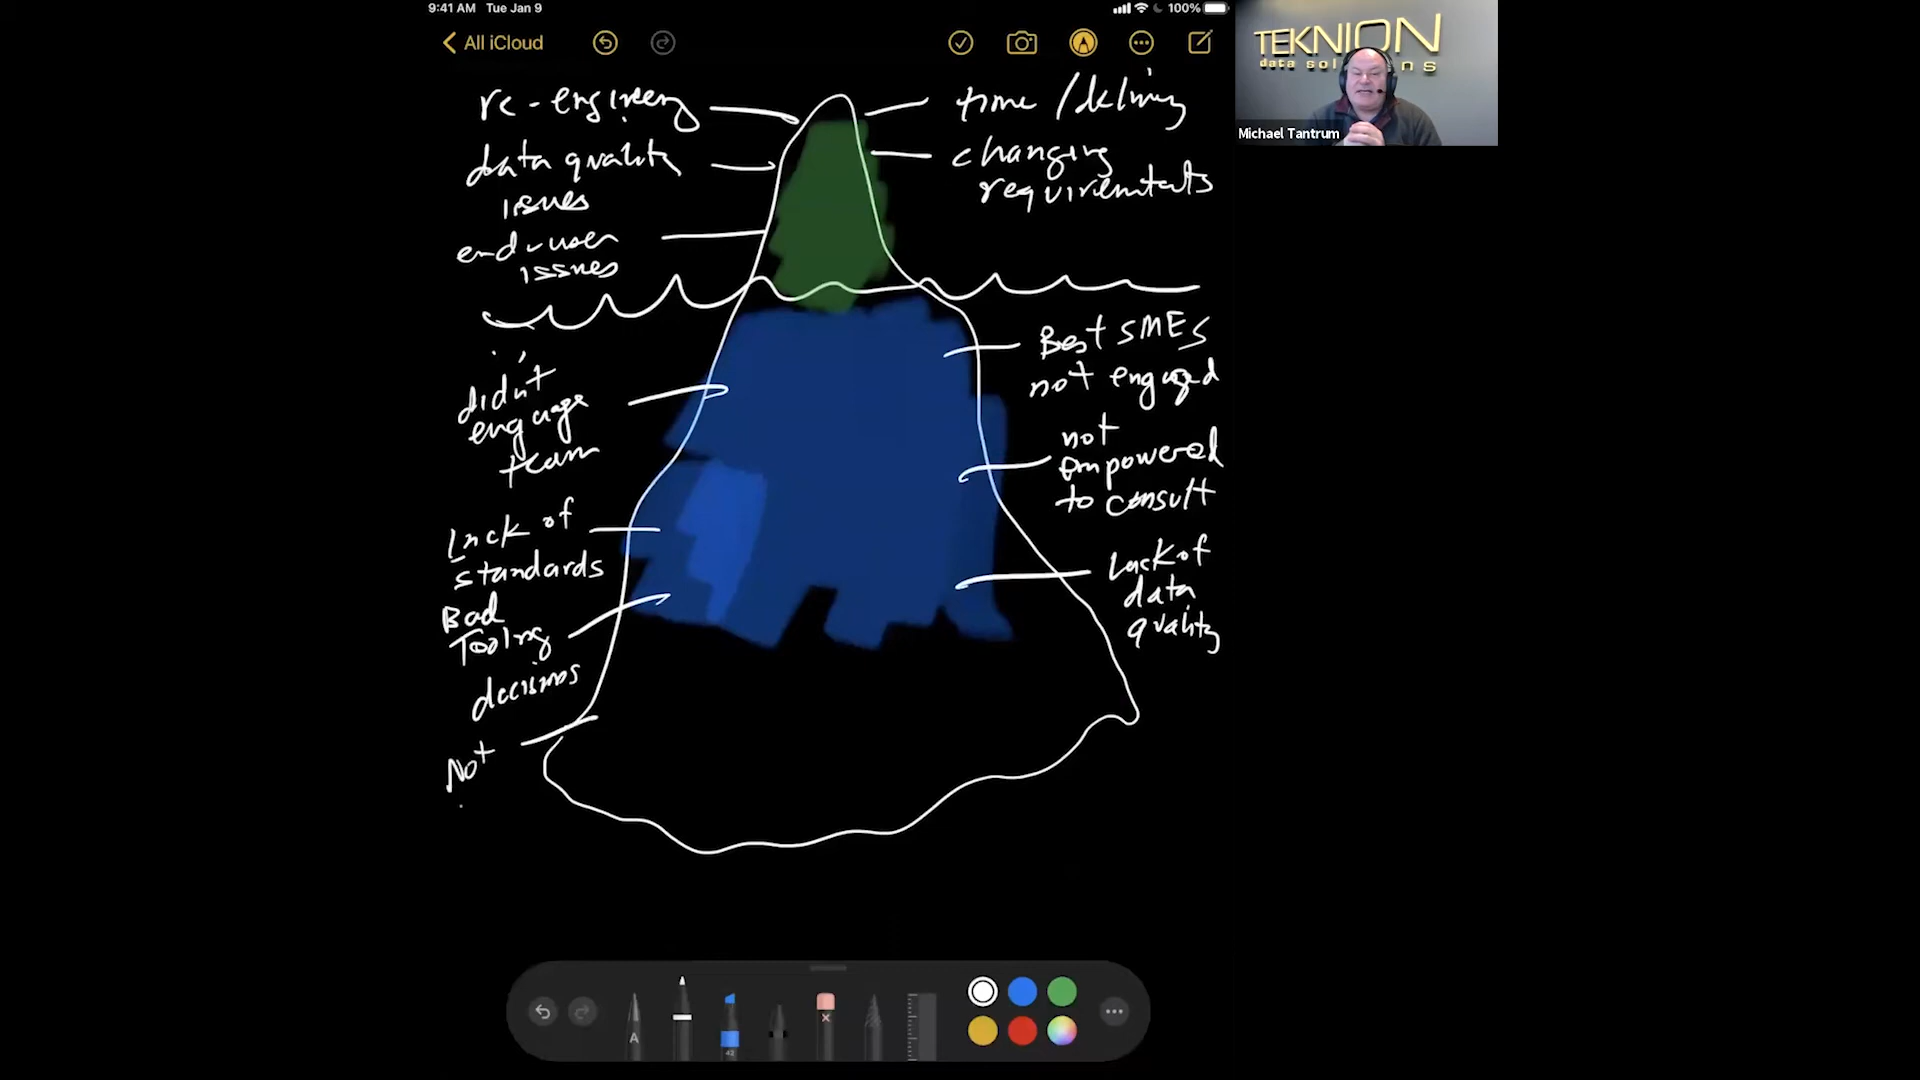 9:41 AM Tue Jan 9
100%
All iCloud
TEKNION
data solutions
Michael Tantrum
re-engineery
data quality
issues
end-user
issues
time / delivery
changing
requirements
didn't
engage
team
Lack of
standards
Bad
Tooling
decisions
Not
Best SMEs
not engaged
not
empowered
to consult
Lack of
data
quality
A
42